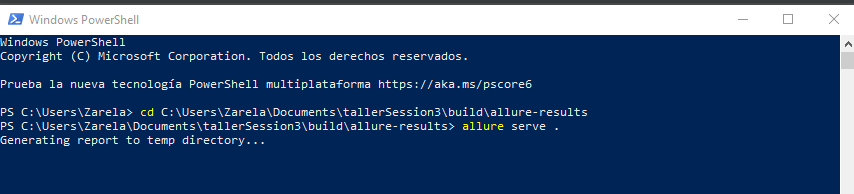 Windows PowerShell
Windows PowerShell
Copyright (C) Microsoft Corporation. Todos los derechos reservados.
Prueba la nueva tecnología PowerShell multiplataforma https://aka.ms/pscore6
PS C:\Users\Zarela> cd C:\Users\Zarela\Documents\tallerSession3\build\allure-results
PS C:\Users\Zarela\Documents\tallerSession3\build\allure-results> allure serve .
Generating report to temp directory...